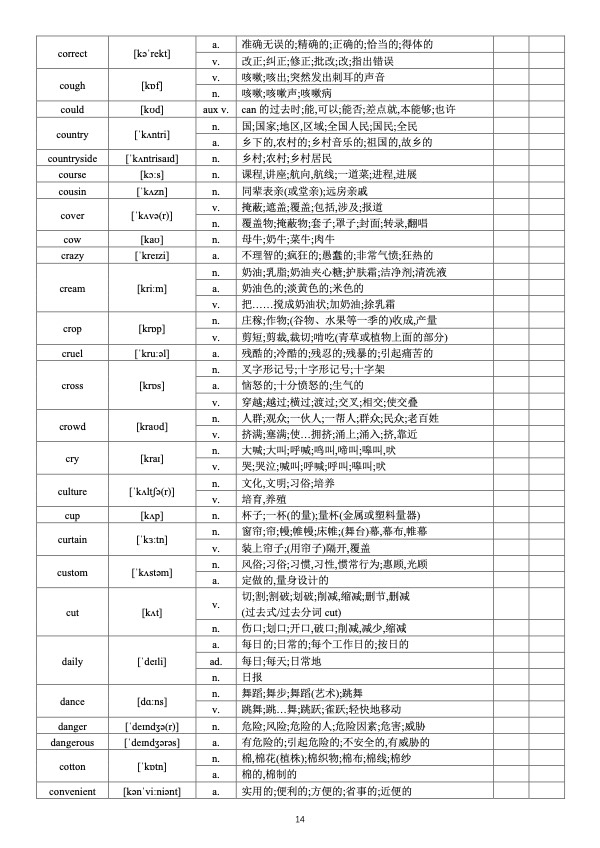 correct [kəˈrekt] a. 准确无误的;精确的;正确的;恰当的;得体的
v. 改正;纠正;修正;批改;改;指出错误
cough [kɒf] v. 咳嗽;咳出;突然发出刺耳的声音
n. 咳嗽;咳嗽声;咳嗽病
could [kʊd] aux v. can 的过去时;能,可以;能否;差点就,本能够;也许
country [ˈkʌntri] n. 国;国家;地区,区域;全国人民;国民;全民
a. 乡下的,农村的;乡村音乐的;祖国的,故乡的
countryside [ˈkʌntrisaɪd] n. 乡村;农村;乡村居民
course [kɔːs] n. 课程,讲座;航向,航线;一道菜;进程,进展
cousin [ˈkʌzn] n. 同辈表亲(或堂亲);远房亲戚
cover [ˈkʌvə(r)] v. 掩蔽;遮盖;覆盖;包括,涉及;报道
n. 覆盖物;掩蔽物;套子;罩子;封面;转录,翻唱
cow [kaʊ] n. 母牛;奶牛;菜牛;肉牛
crazy [ˈkreɪzi] a. 不理智的;疯狂的;愚蠢的;非常气愤;狂热的
cream [kriːm] n. 奶油;乳脂;奶油夹心糖;护肤霜;洁净剂;清洗液
a. 奶油色的;淡黄色的;米色的
v. 把……搅成奶油状;加奶油;搽乳霜
crop [krɒp] n. 庄稼;作物;(谷物、水果等一季的)收成,产量
v. 剪短;剪裁,裁切;啃吃(青草或植物上面的部分)
cruel [ˈkruːəl] a. 残酷的;冷酷的;残忍的;残暴的;引起痛苦的
cross [krɒs] n. 叉字形记号;十字形记号;十字架
a. 恼怒的;十分愤怒的;生气的
v. 穿越;越过;横过;渡过;交叉;相交;使交叠
crowd [kraʊd] n. 人群;观众;一伙人;一帮人;群众;民众;老百姓
v. 挤满;塞满;使…拥挤;涌上;涌入;挤,靠近
cry [kraɪ] n. 大喊;大叫;呼喊;鸣叫,啼叫;嗥叫,吠
v. 哭;哭泣;喊叫;呼喊;呼叫;嗥叫;吠
culture [ˈkʌltʃə(r)] n. 文化,文明;习俗;培养
v. 培育,养殖
cup [kʌp] n. 杯子;一杯(的量);量杯(金属或塑料量器)
curtain [ˈkɜːtn] n. 窗帘;帘;幔;帷幔;床帷;(舞台)幕,幕布,帷幕
v. 装上帘子;(用帘子)隔开,覆盖
custom [ˈkʌstəm] n. 风俗;习俗;习惯,习性,惯常行为;惠顾,光顾
a. 定做的,量身设计的
cut [kʌt] v. 切;割;割破;划破;削减,缩减;删节,删减
(过去式/过去分词 cut)
n. 伤口;划口;开口,破口;削减,减少,缩减
daily [ˈdeɪli] a. 每日的;日常的;每个工作日的;按日的
ad. 每日;每天;日常地
n. 日报
dance [dɑːns] n. 舞蹈;舞步;舞蹈(艺术);跳舞
v. 跳舞;跳…舞;跳跃;雀跃;轻快地移动
danger [ˈdeɪndʒə(r)] n. 危险;风险;危险的人;危险因素;危害;威胁
dangerous [ˈdeɪndʒərəs] a. 有危险的;引起危险的;不安全的,有威胁的
cotton [ˈkɒtn] n. 棉,棉花(植株);棉织物;棉布;棉线;棉纱
a. 棉的,棉制的
convenient [kənˈviːniənt] a. 实用的;便利的;方便的;省事的;近便的
14